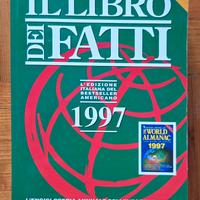 IL LIBRO
DEI
FATTI
L'EDIZIONE
ITALIANA DEL
BESTSELLER
AMERICANO
1997
THE WORLD
ALMANAC
1997